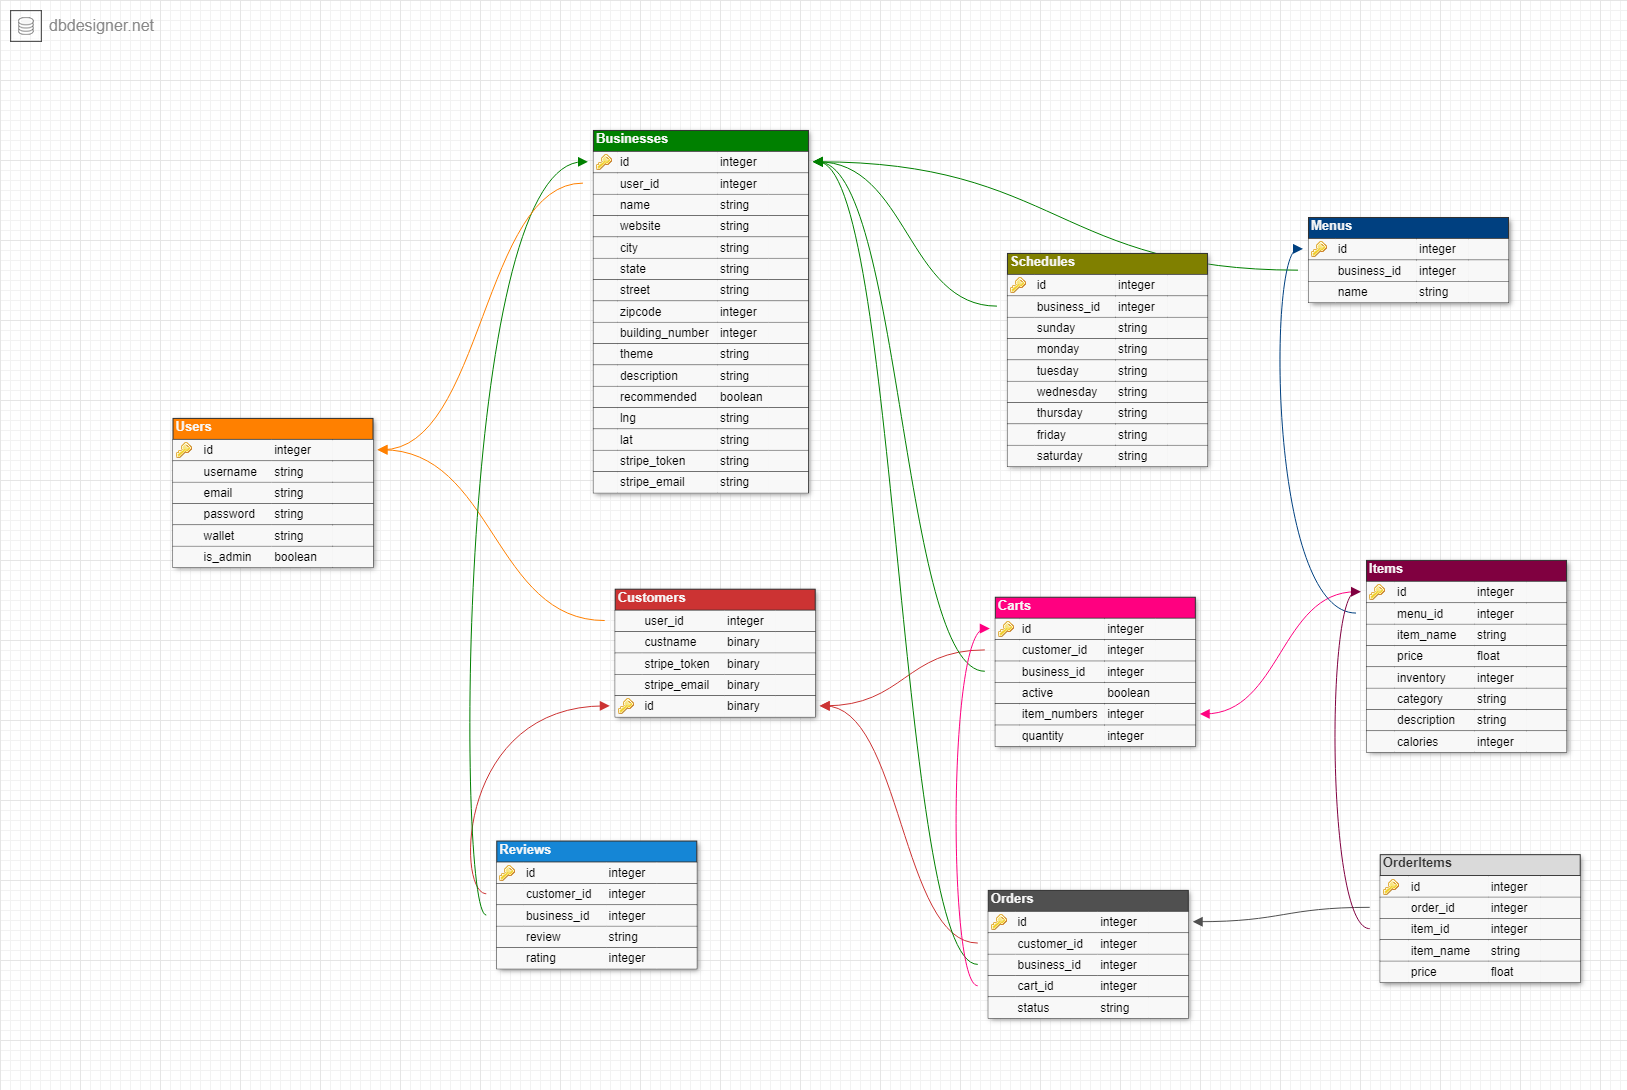 dbdesigner.net
Businesses
id integer
user_id integer
name string
website string
city string
state string
street string
zipcode integer
building_number integer
theme string
description string
recommended boolean
lng string
lat string
stripe_token string
stripe_email string
Menus
id integer
business_id integer
name string
Schedules
id integer
business_id integer
sunday string
monday string
tuesday string
wednesday string
thursday string
friday string
saturday string
Users
id integer
username string
email string
password string
wallet string
is_admin boolean
Customers
user_id integer
custname binary
stripe_token binary
stripe_email binary
id binary
Carts
id integer
customer_id integer
business_id integer
active boolean
item_numbers integer
quantity integer
Items
id integer
menu_id integer
item_name string
price float
inventory integer
category string
description string
calories integer
Reviews
id integer
customer_id integer
business_id integer
review string
rating integer
Orders
id integer
customer_id integer
business_id integer
cart_id integer
status string
OrderItems
id integer
order_id integer
item_id integer
item_name string
price float